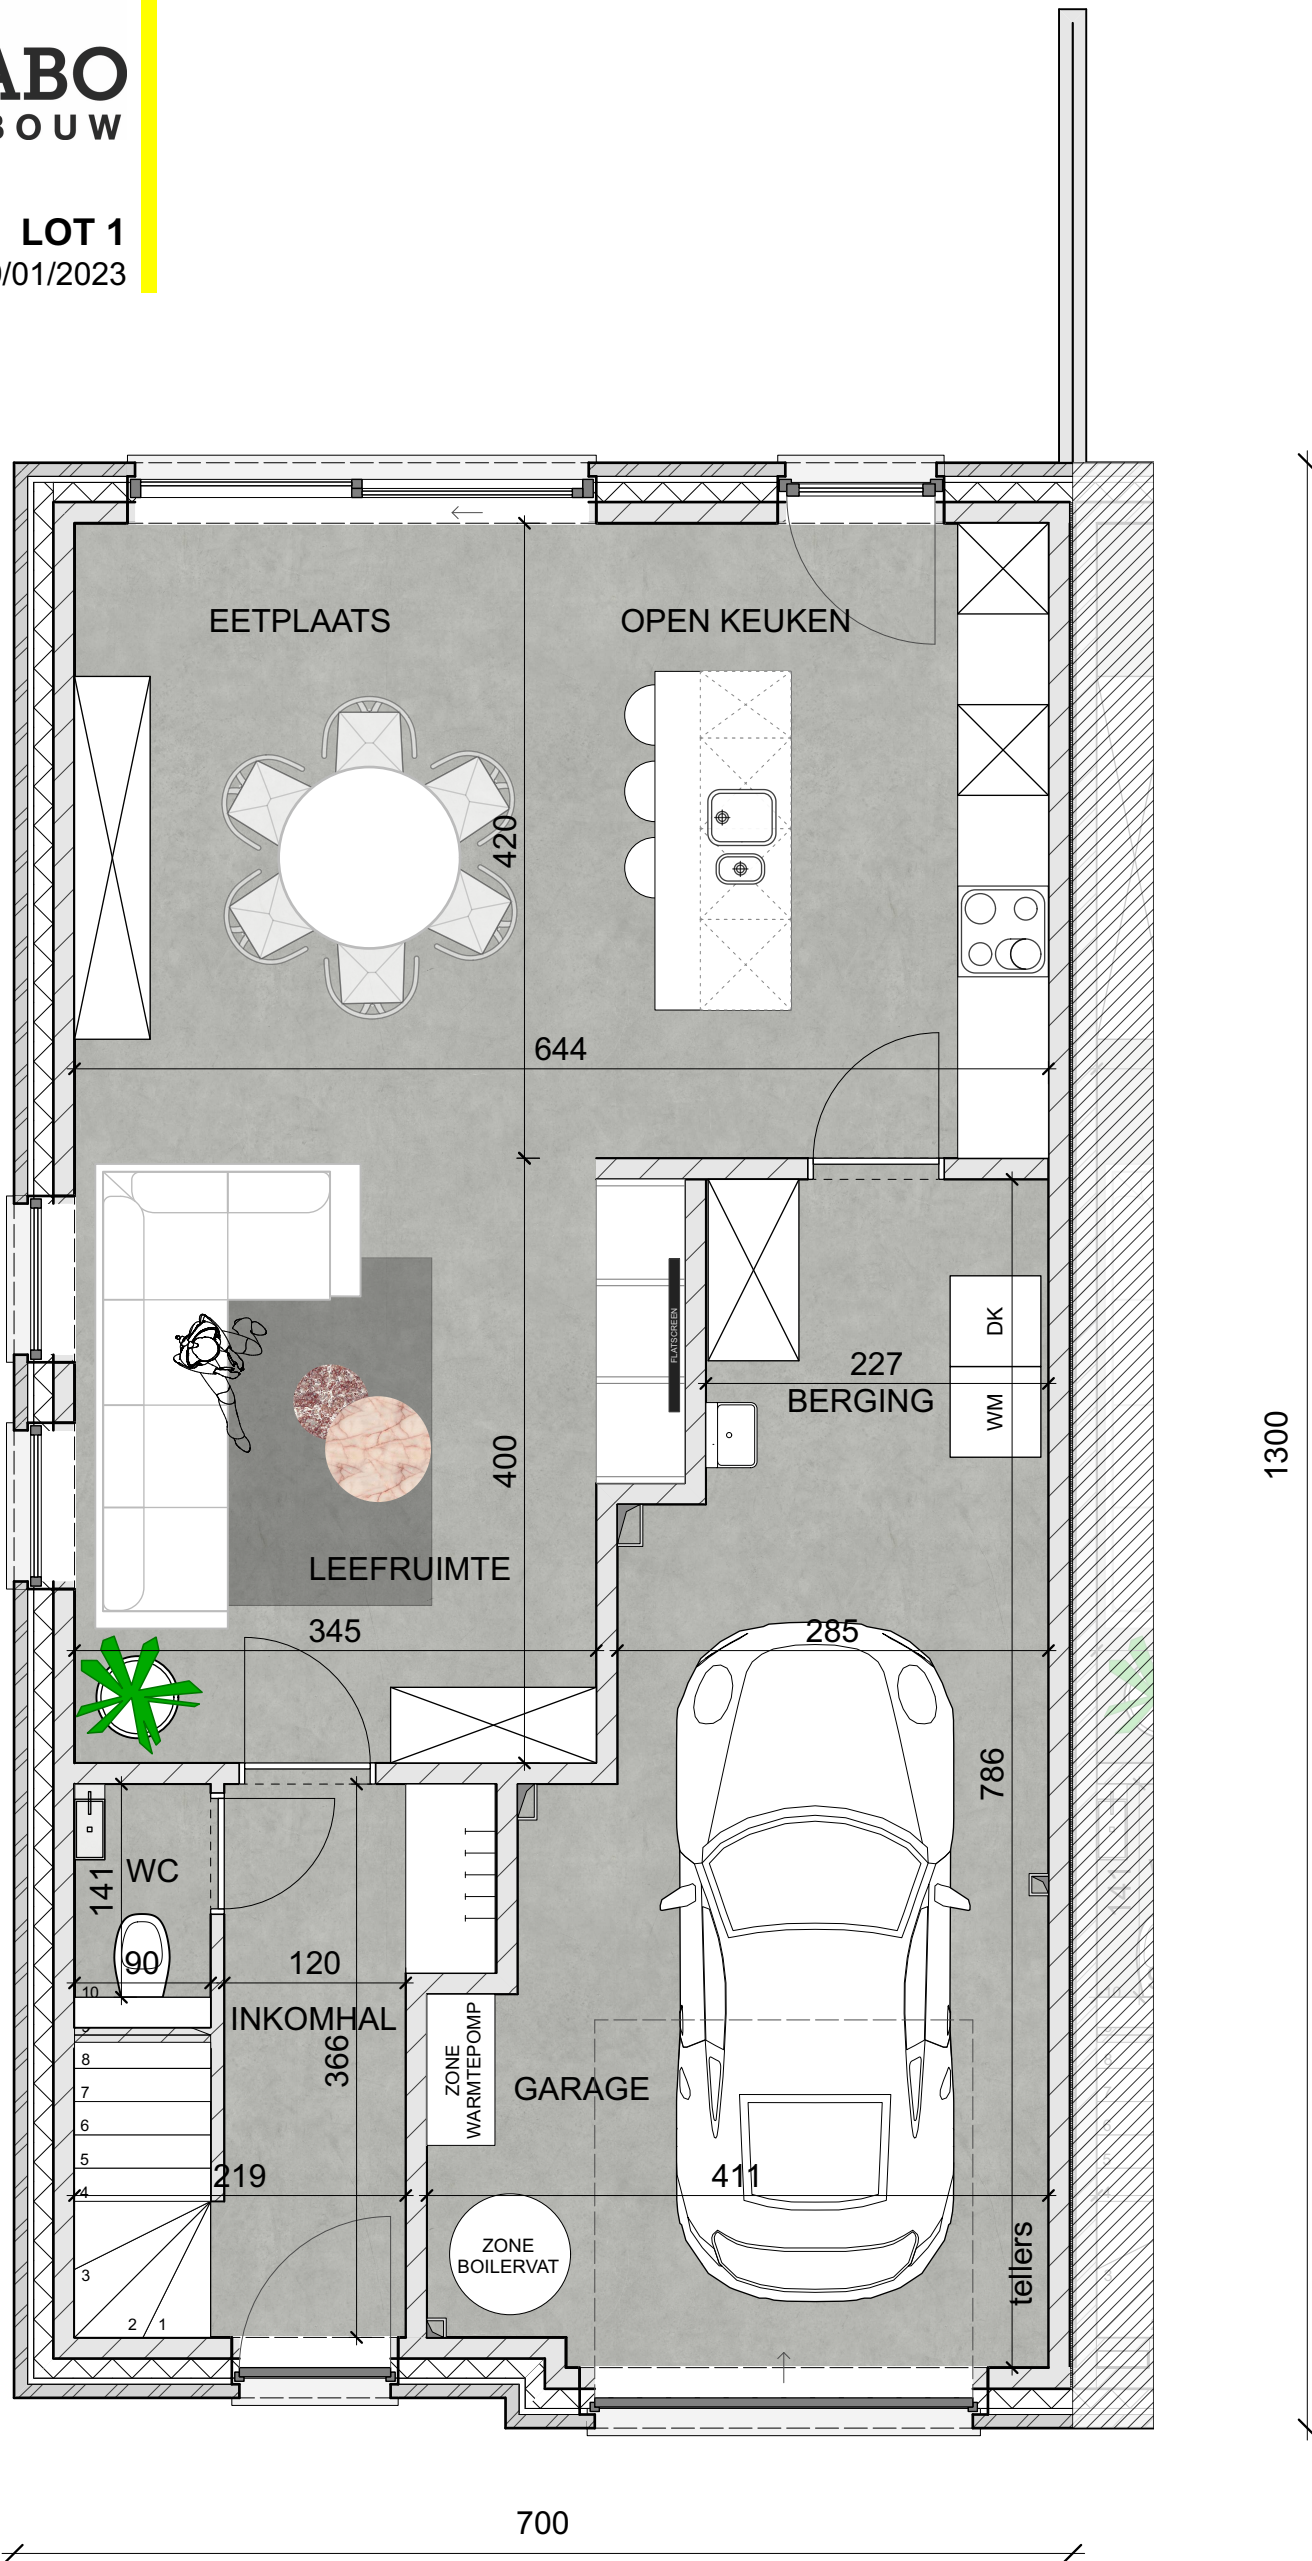 ABO
BOUW
LOT 1
/01/2023
EETPLAATS
OPEN KEUKEN
420
644
FLATSCREEN
DK
227
BERGING
WM
400
1300
LEEFRUIMTE
345
285
786
WC
141
90
120
10
INKOMHAL
366
ZONE
WARMTEPOMP
GARAGE
8
7
6
5
4
219
411
ZONE
BOILERVAT
tellers
3
2
1
700